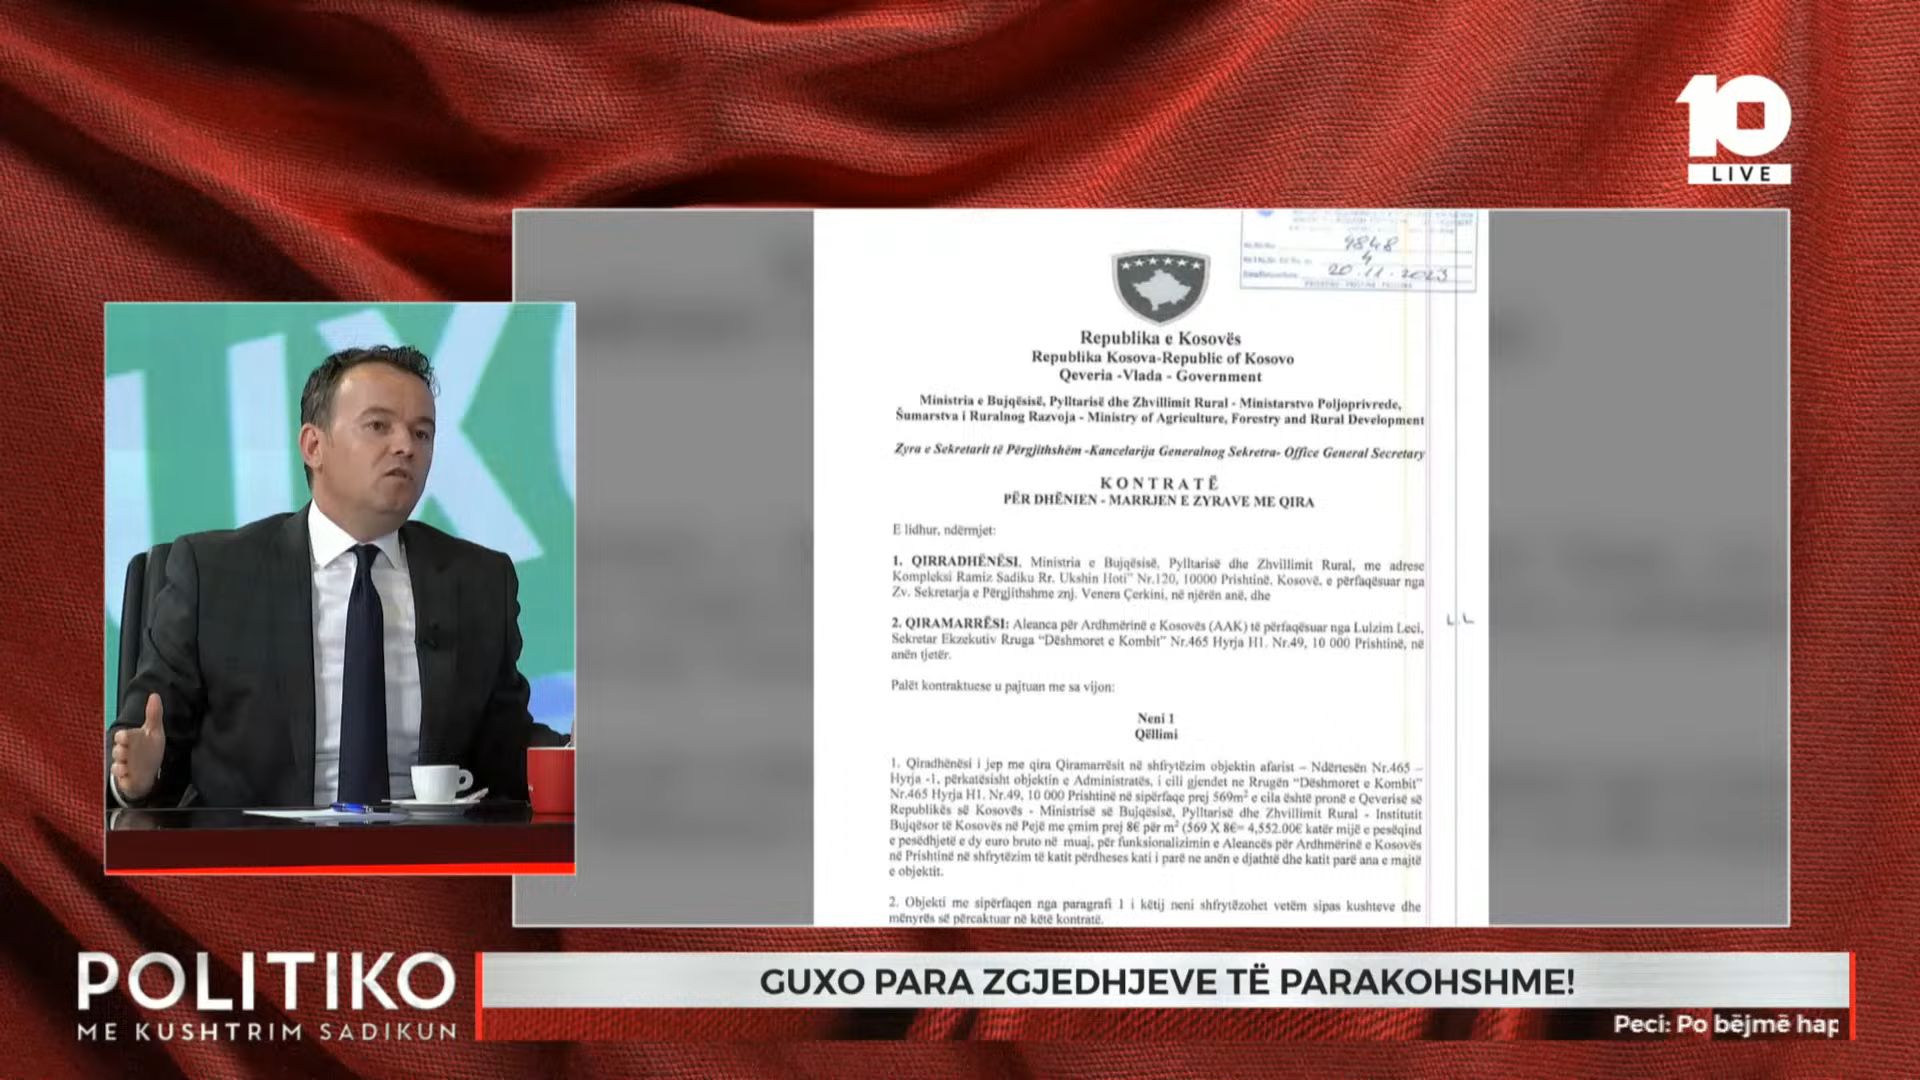 10
LIVE
UXO
4848
4
20.11.2023
Republika e Kosovës
Republika Kosova-Republic of Kosovo
Qeveria -Vlada - Government
Ministria e Bujqësisë, Pylltarisë dhe Zhvillimit Rural - Ministarstvo Poljoprivrede,
Šumarstva i Ruralnog Razvoja - Ministry of Agriculture, Forestry and Rural Development
Zyra e Sekretarit të Përgjithshëm -Kancelarija Generalnog Sekretra- Office General Secretary
K O N T R A T Ë
PËR DHËNIEN - MARRJEN E ZYRAVE ME QIRA
E lidhur, ndërmjet:
1. QIRRADHËNËSI, Ministria e Bujqësisë, Pylltarisë dhe Zhvillimit Rural, me adrese
Kompleksi Ramiz Sadiku Rr. Ukshin Hoti" Nr.120, 10000 Prishtinë, Kosovë, e përfaqësuar nga
Zv. Sekretarja e Përgjithshme znj. Venera Çerkini, në njërën anë, dhe
2. QIRAMARRËSI: Aleanca për Ardhmërinë e Kosovës (AAK) të përfaqësuar nga Lulzim Leci,
Sekretar Ekzekutiv Rruga "Dëshmoret e Kombit" Nr.465 Hyrja H1. Nr.49, 10 000 Prishtinë, në
anën tjetër.
L.L
Palët kontraktuese u pajtuan me sa vijon:
Neni 1
Qëllimi
1. Qiradhënësi i jep me qira Qiramarrësit në shfrytëzim objektin afarist – Ndërtesën Nr.465 –
Hyrja -1, përkatësisht objektin e Administratës, i cili gjendet ne Rrugën "Dëshmoret e Kombit"
Nr.465 Hyrja H1. Nr.49, 10 000 Prishtinë në sipërfaqe prej 569m² e cila është pronë e Qeverisë së
Republikës së Kosovës - Ministrisë së Bujqësisë, Pylltarisë dhe Zhvillimit Rural - Institutit
Bujqësor të Kosovës në Pejë me çmim prej 8€ për m² (569 X 8€= 4,552.00€ katër mijë e pesëqind
e pesëdhjetë e dy euro bruto në muaj, për funksionalizimin e Aleancës për Ardhmërinë e Kosovës
në Prishtinë në shfrytëzim të katit përdheses kati i parë ne anën e djathtë dhe katit parë ana e majtë
e objektit.
2. Objekti me sipërfaqen nga paragrafi 1 i këtij neni shfrytëzohet vetëm sipas kushteve dhe
mënyrës së përcaktuar në këtë kontratë.
POLITIKO
ME KUSHTRIM SADIKUN
GUXO PARA ZGJEDHJEVE TË PARAKOHSHME!
Peci: Po bëjmë hap